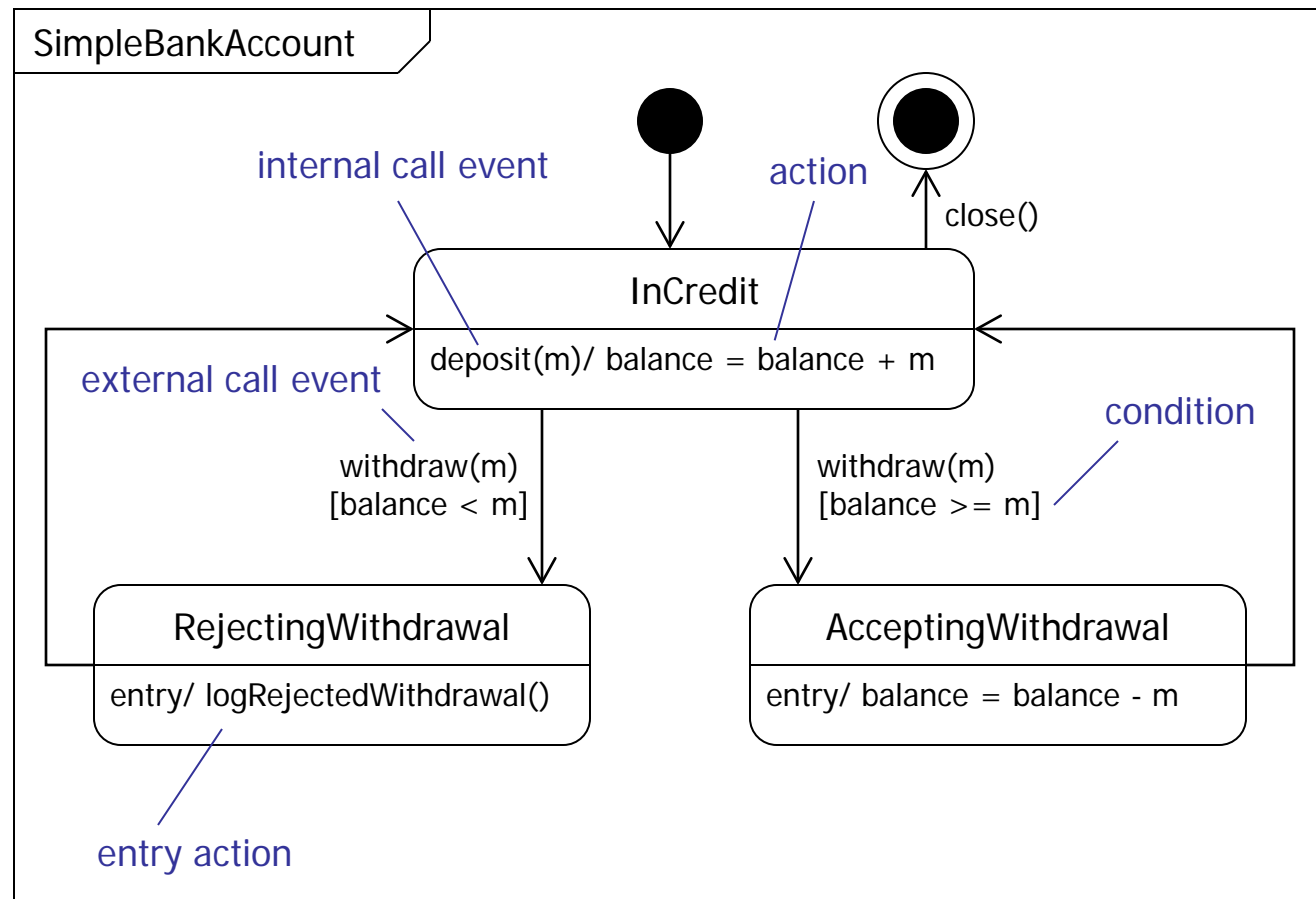 SimpleBankAccount
internal call event
action
close()
InCredit
deposit(m)/ balance = balance + m
external call event
condition
withdraw(m)
[balance < m]
withdraw(m)
[balance >= m]
RejectingWithdrawal
entry/ logRejectedWithdrawal()
AcceptingWithdrawal
entry/ balance = balance - m
entry action